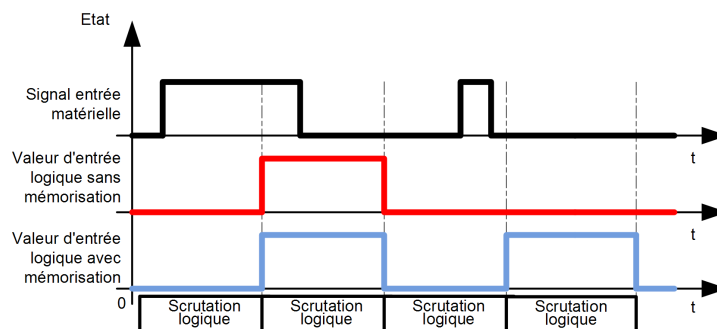 Etat
Signal entrée
matérielle
t
Valeur d'entrée
logique sans
mémorisation
t
Valeur d'entrée
logique avec
mémorisation
t
0
Scrutation
logique
Scrutation
logique
Scrutation
logique
Scrutation
logique